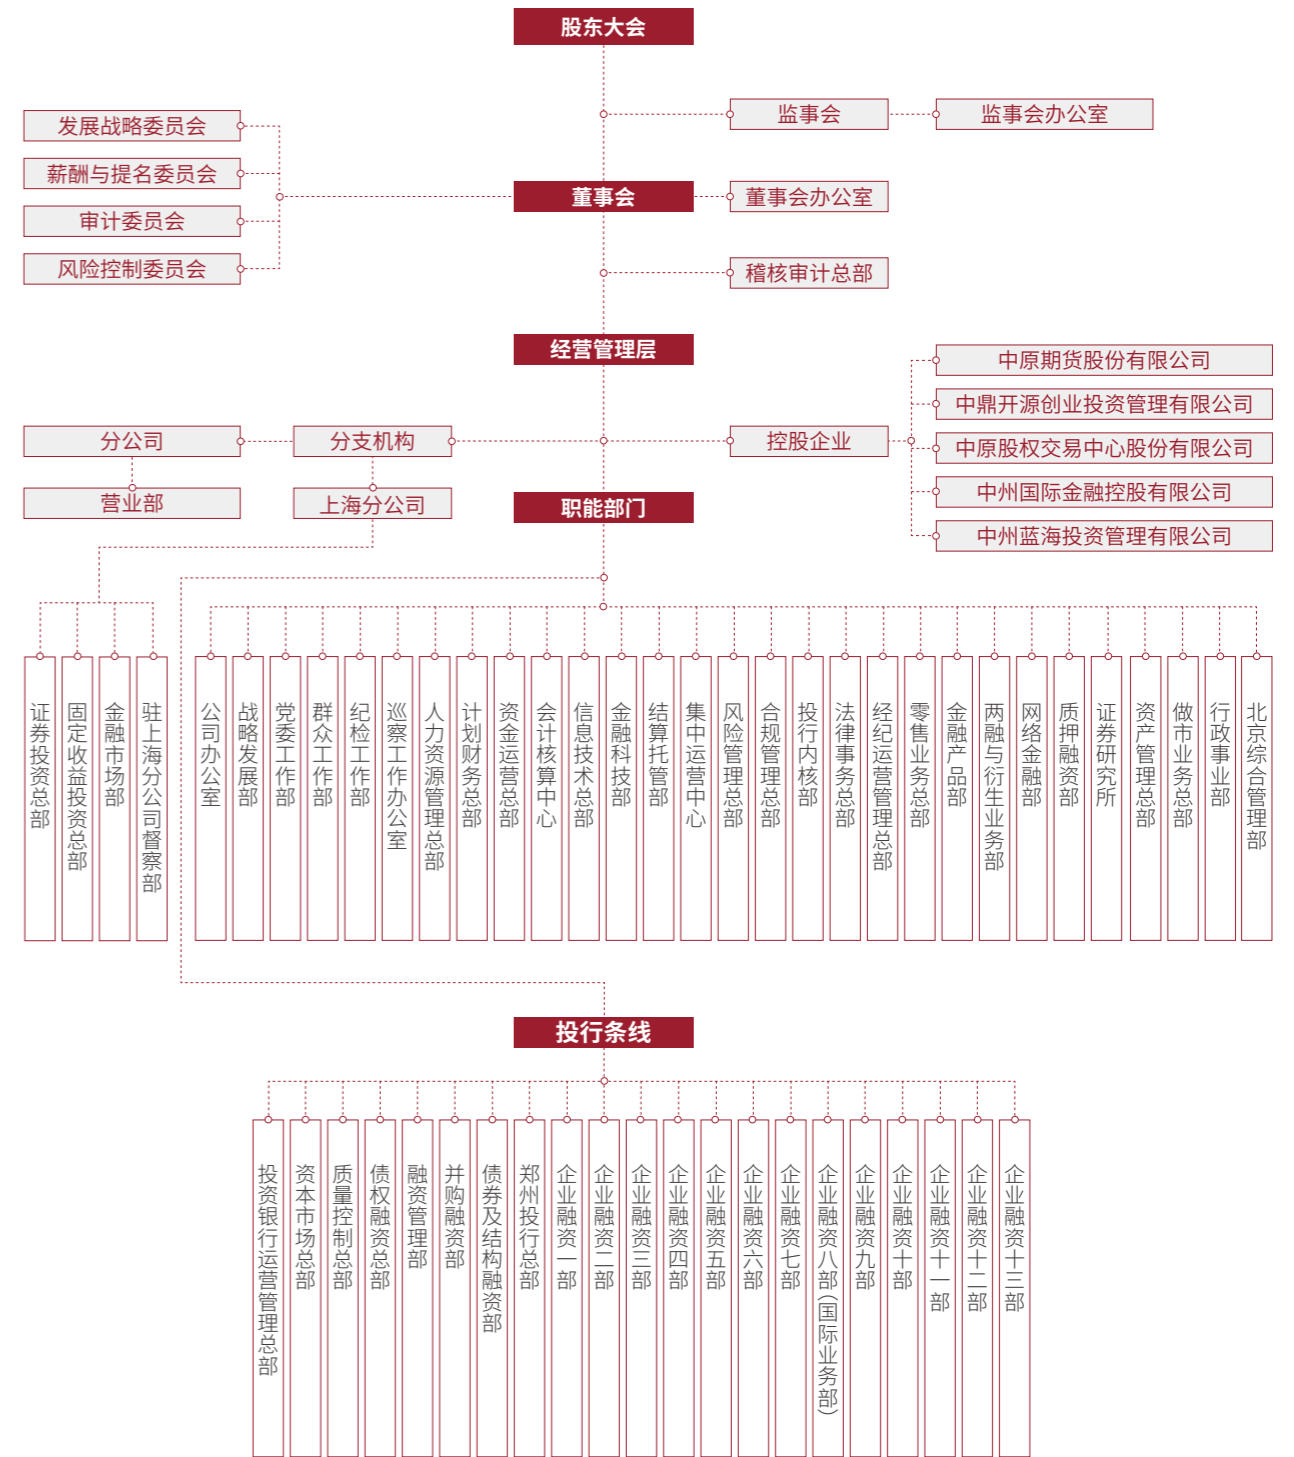 股东大会
监事会
监事会办公室
发展战略委员会
薪酬与提名委员会
审计委员会
风险控制委员会
董事会
董事会办公室
稽核审计总部
经营管理层
中原期货股份有限公司
中鼎开源创业投资管理有限公司
中原股权交易中心股份有限公司
中州国际金融控股有限公司
中州蓝海投资管理有限公司
分公司
分支机构
控股企业
营业部
上海分公司
职能部门
证券投资总部
固定收益投资总部
金融市场部
驻上海分公司督察部
公司办公室
战略发展部
党委工作部
群众工作部
纪检工作部
巡察工作办公室
人力资源管理总部
计划财务总部
资金运营总部
会计核算中心
信息技术总部
金融科技部
结算托管部
集中运营中心
风险管理总部
合规管理总部
投行内核部
法律事务总部
经纪运营管理总部
零售业务总部
金融产品部
两融与衍生业务部
网络金融部
质押融资部
证券研究所
资产管理总部
做市业务总部
行政事业部
北京综合管理部
投行条线
投资银行运营管理总部
资本市场总部
质量控制总部
债权融资总部
融资管理部
并购融资部
债券及结构融资部
郑州投行总部
企业融资一部
企业融资二部
企业融资三部
企业融资四部
企业融资五部
企业融资六部
企业融资七部
企业融资八部(国际业务部)
企业融资九部
企业融资十部
企业融资十一部
企业融资十二部
企业融资十三部